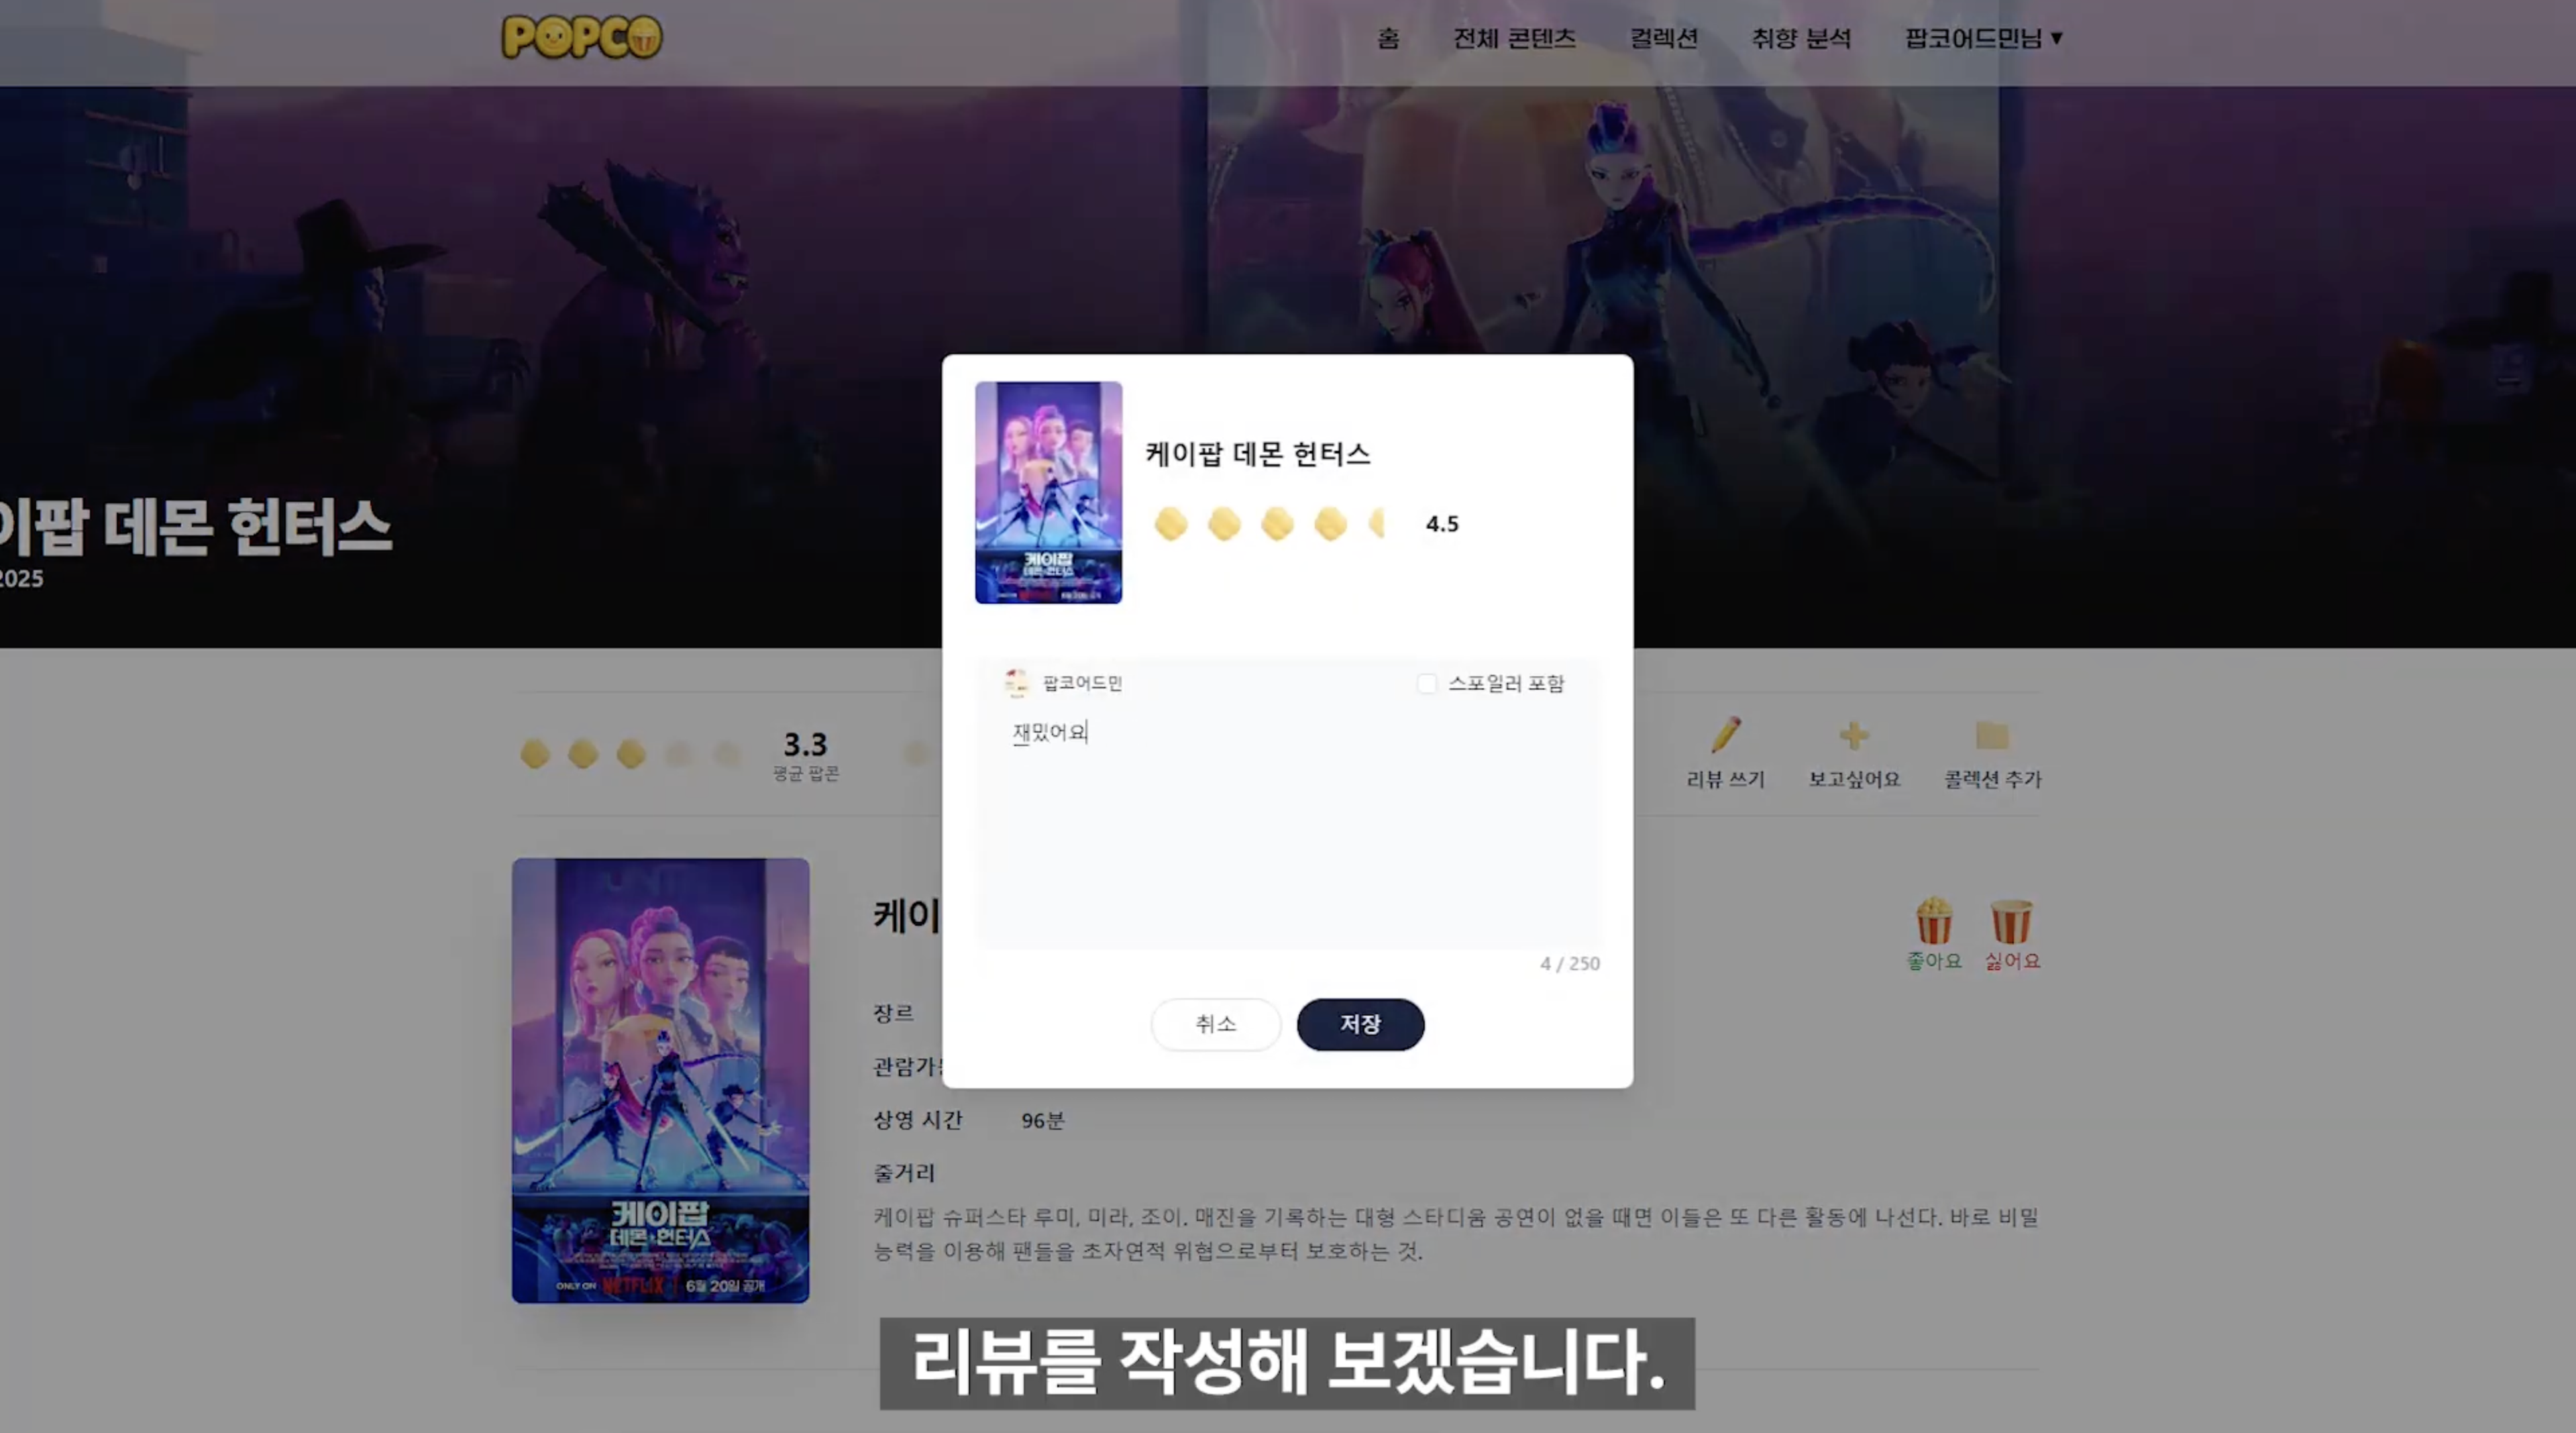 POPCO
홈 전체 콘텐츠 컬렉션 취향 분석 팝코어드민님 ▼
이팝 데몬 헌터스
2025
케이팝 데몬 헌터스
4.5
케이팝
데몬 헌터스
팝코어드민
스포일러 포함
재밌어요
4 / 250
취소 저장
3.3
평균 팝콘
리뷰 쓰기 보고싶어요 콜렉션 추가
케이
좋아요 싫어요
장르
관람가
상영 시간 96분
줄거리
케이팝 슈퍼스타 루미, 미라, 조이. 매진을 기록하는 대형 스타디움 공연이 없을 때면 이들은 또 다른 활동에 나선다. 바로 비밀
능력을 이용해 팬들을 초자연적 위협으로부터 보호하는 것.
케이팝
데몬 헌터스
ONLY ON NETFLIX | 6월 20일 공개
리뷰를 작성해 보겠습니다.